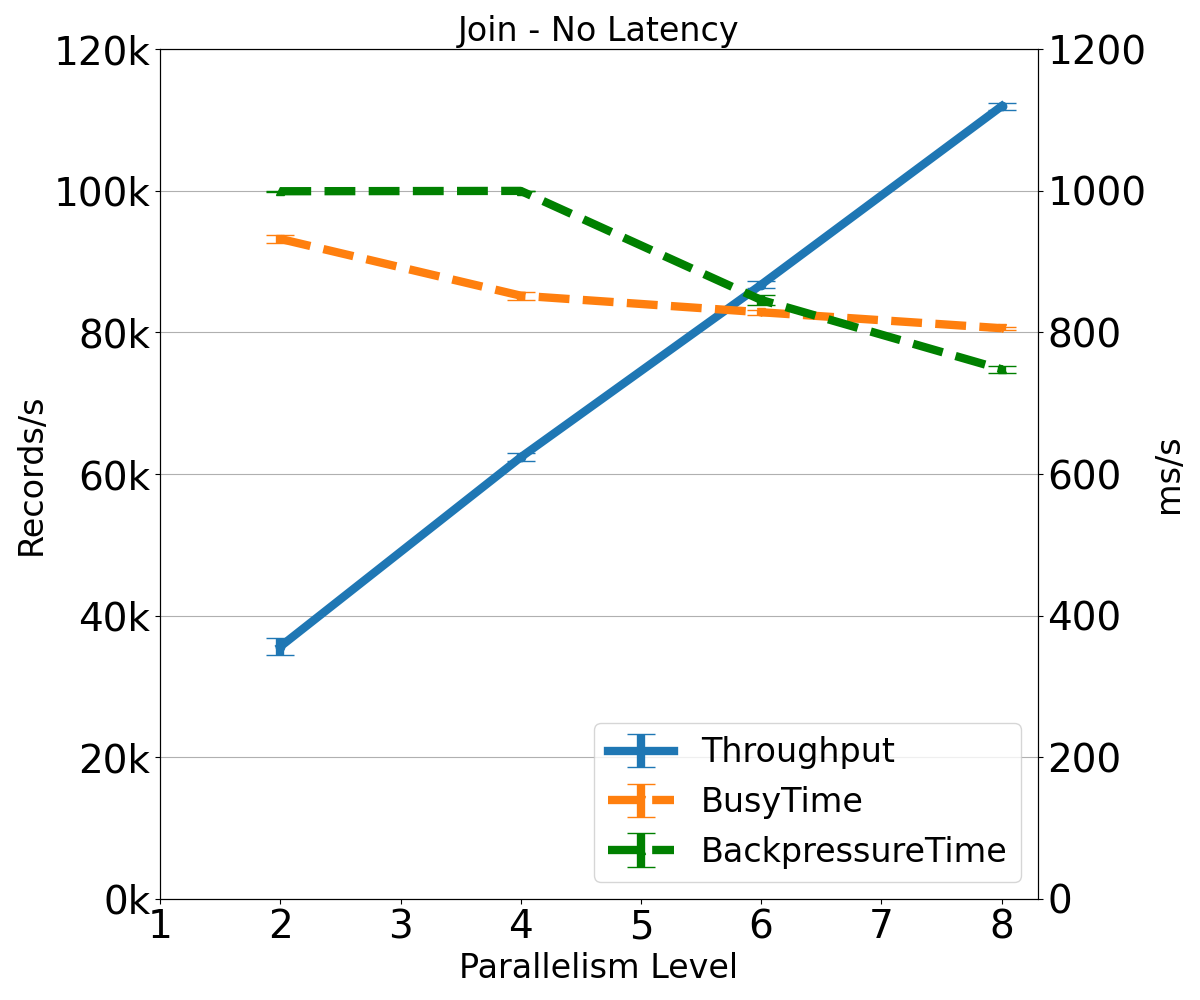 Join - No Latency
120k
100k
80k
60k
40k
20k
0k
Records/s
1200
1000
800
600
400
200
0
ms/s
Throughput
BusyTime
BackpressureTime
1 2 3 4 5 6 7 8
Parallelism Level